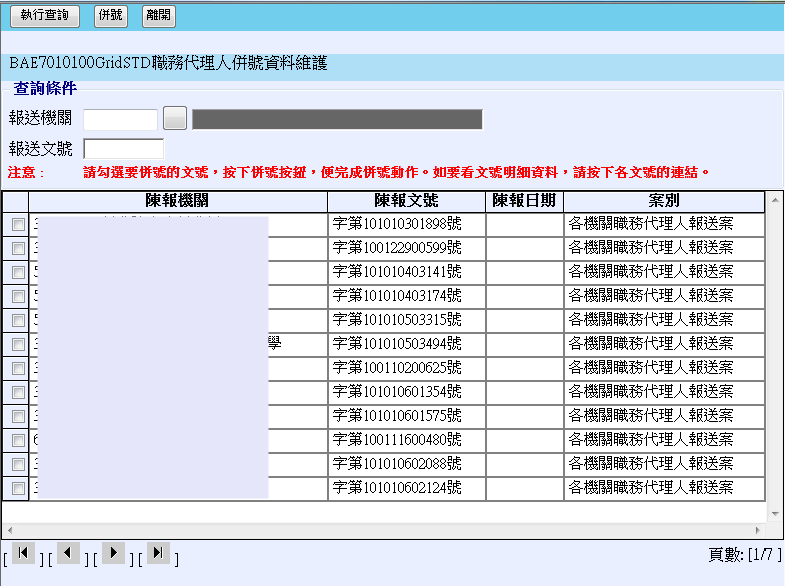 執行查詢 併號 離開
BAE7010100GridSTD職務代理人併號資料維護
查詢條件
報送機關
報送文號
注意: 請勾選要併號的文號，按下併號按鈕，便完成併號動作。如要看文號明細資料，請按下各文號的連結。
陳報機關 陳報文號 陳報日期 案別
字第101010301898號 各機關職務代理人報送案
字第100122900599號 各機關職務代理人報送案
字第101010403141號 各機關職務代理人報送案
字第101010403174號 各機關職務代理人報送案
字第101010503315號 各機關職務代理人報送案
學 字第101010503494號 各機關職務代理人報送案
字第100110200625號 各機關職務代理人報送案
字第101010601354號 各機關職務代理人報送案
字第101010601575號 各機關職務代理人報送案
6 字第100111600480號 各機關職務代理人報送案
字第101010602088號 各機關職務代理人報送案
字第101010602124號 各機關職務代理人報送案
[ ] [ ] [ ] [ ] 頁數: [1/7 ]